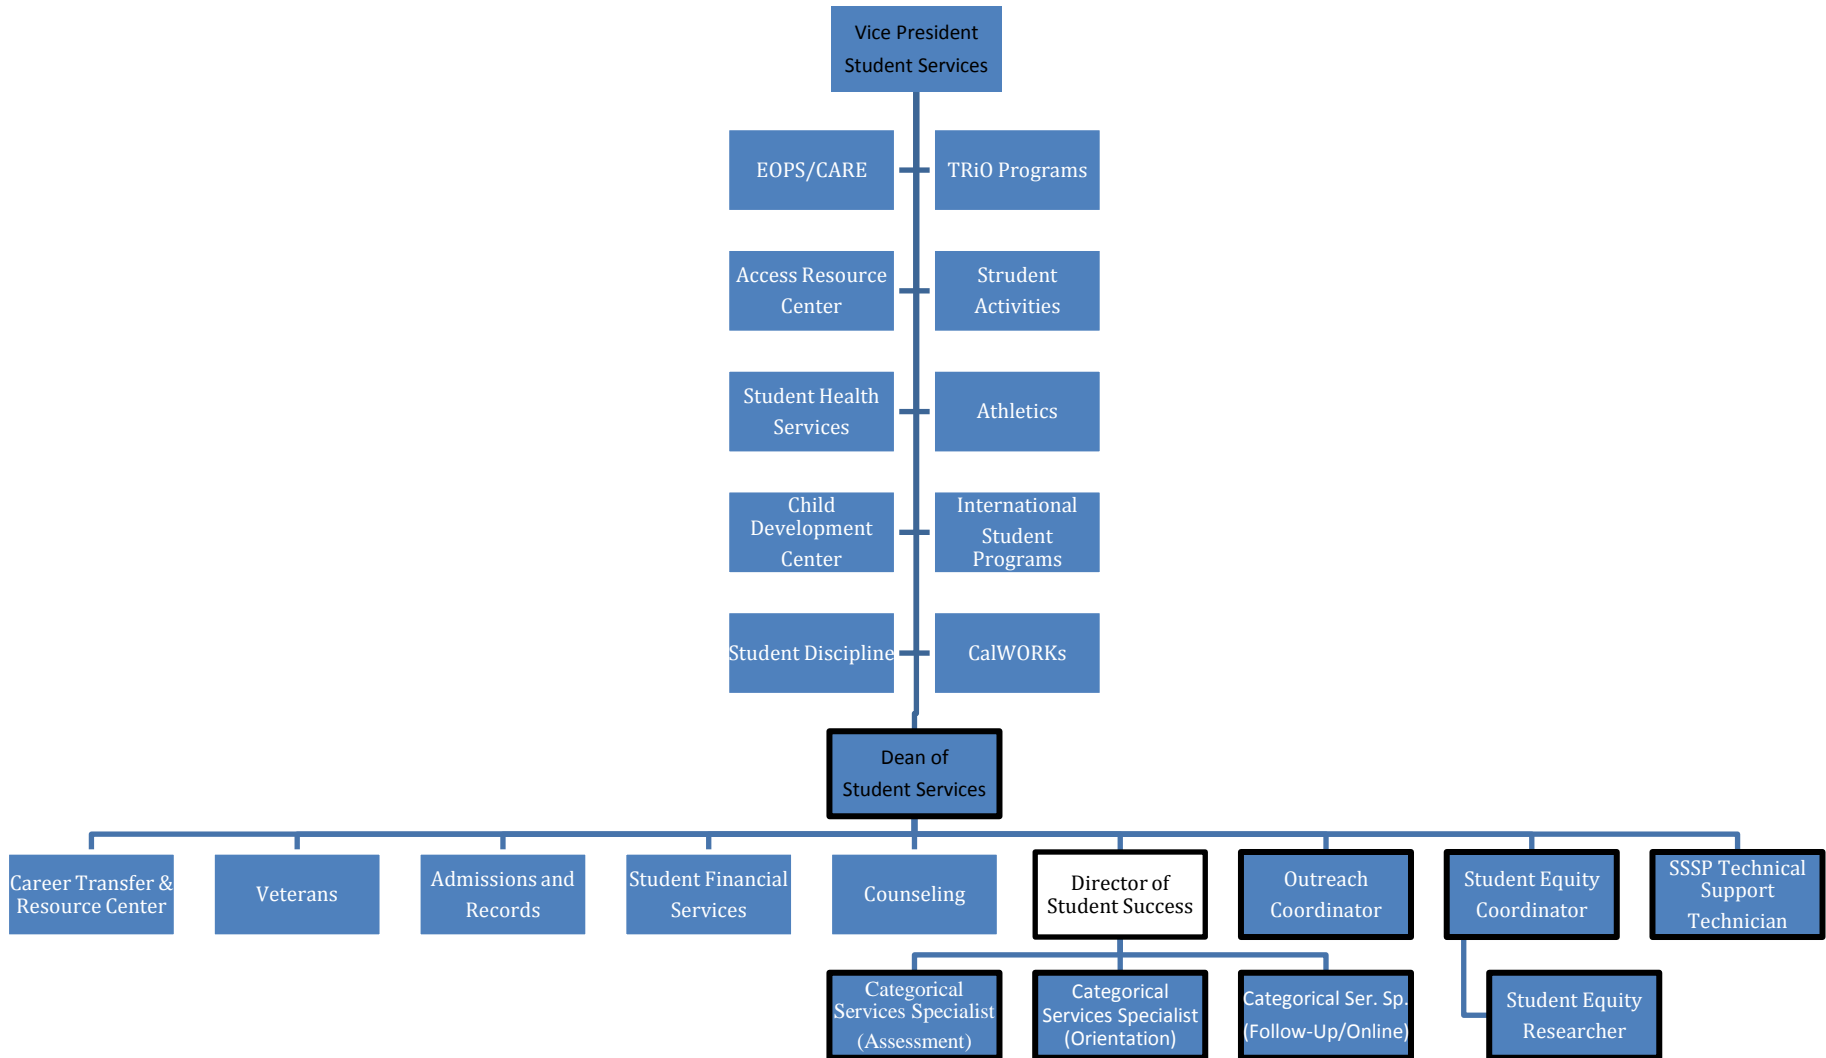 Vice President
Student Services
EOPS/CARE
TRiO Programs
Access Resource
Center
Strudent
Activities
Student Health
Services
Athletics
Child
Development
Center
International
Student
Programs
Student Discipline
CalWORKs
Dean of
Student Services
Career Transfer &
Resource Center
Veterans
Admissions and
Records
Student Financial
Services
Counseling
Director of
Student Success
Outreach
Coordinator
Student Equity
Coordinator
SSSP Technical
Support
Technician
Categorical
Services Specialist
(Assessment)
Categorical
Services Specialist
(Orientation)
Categorical Ser. Sp.
(Follow-Up/Online)
Student Equity
Researcher